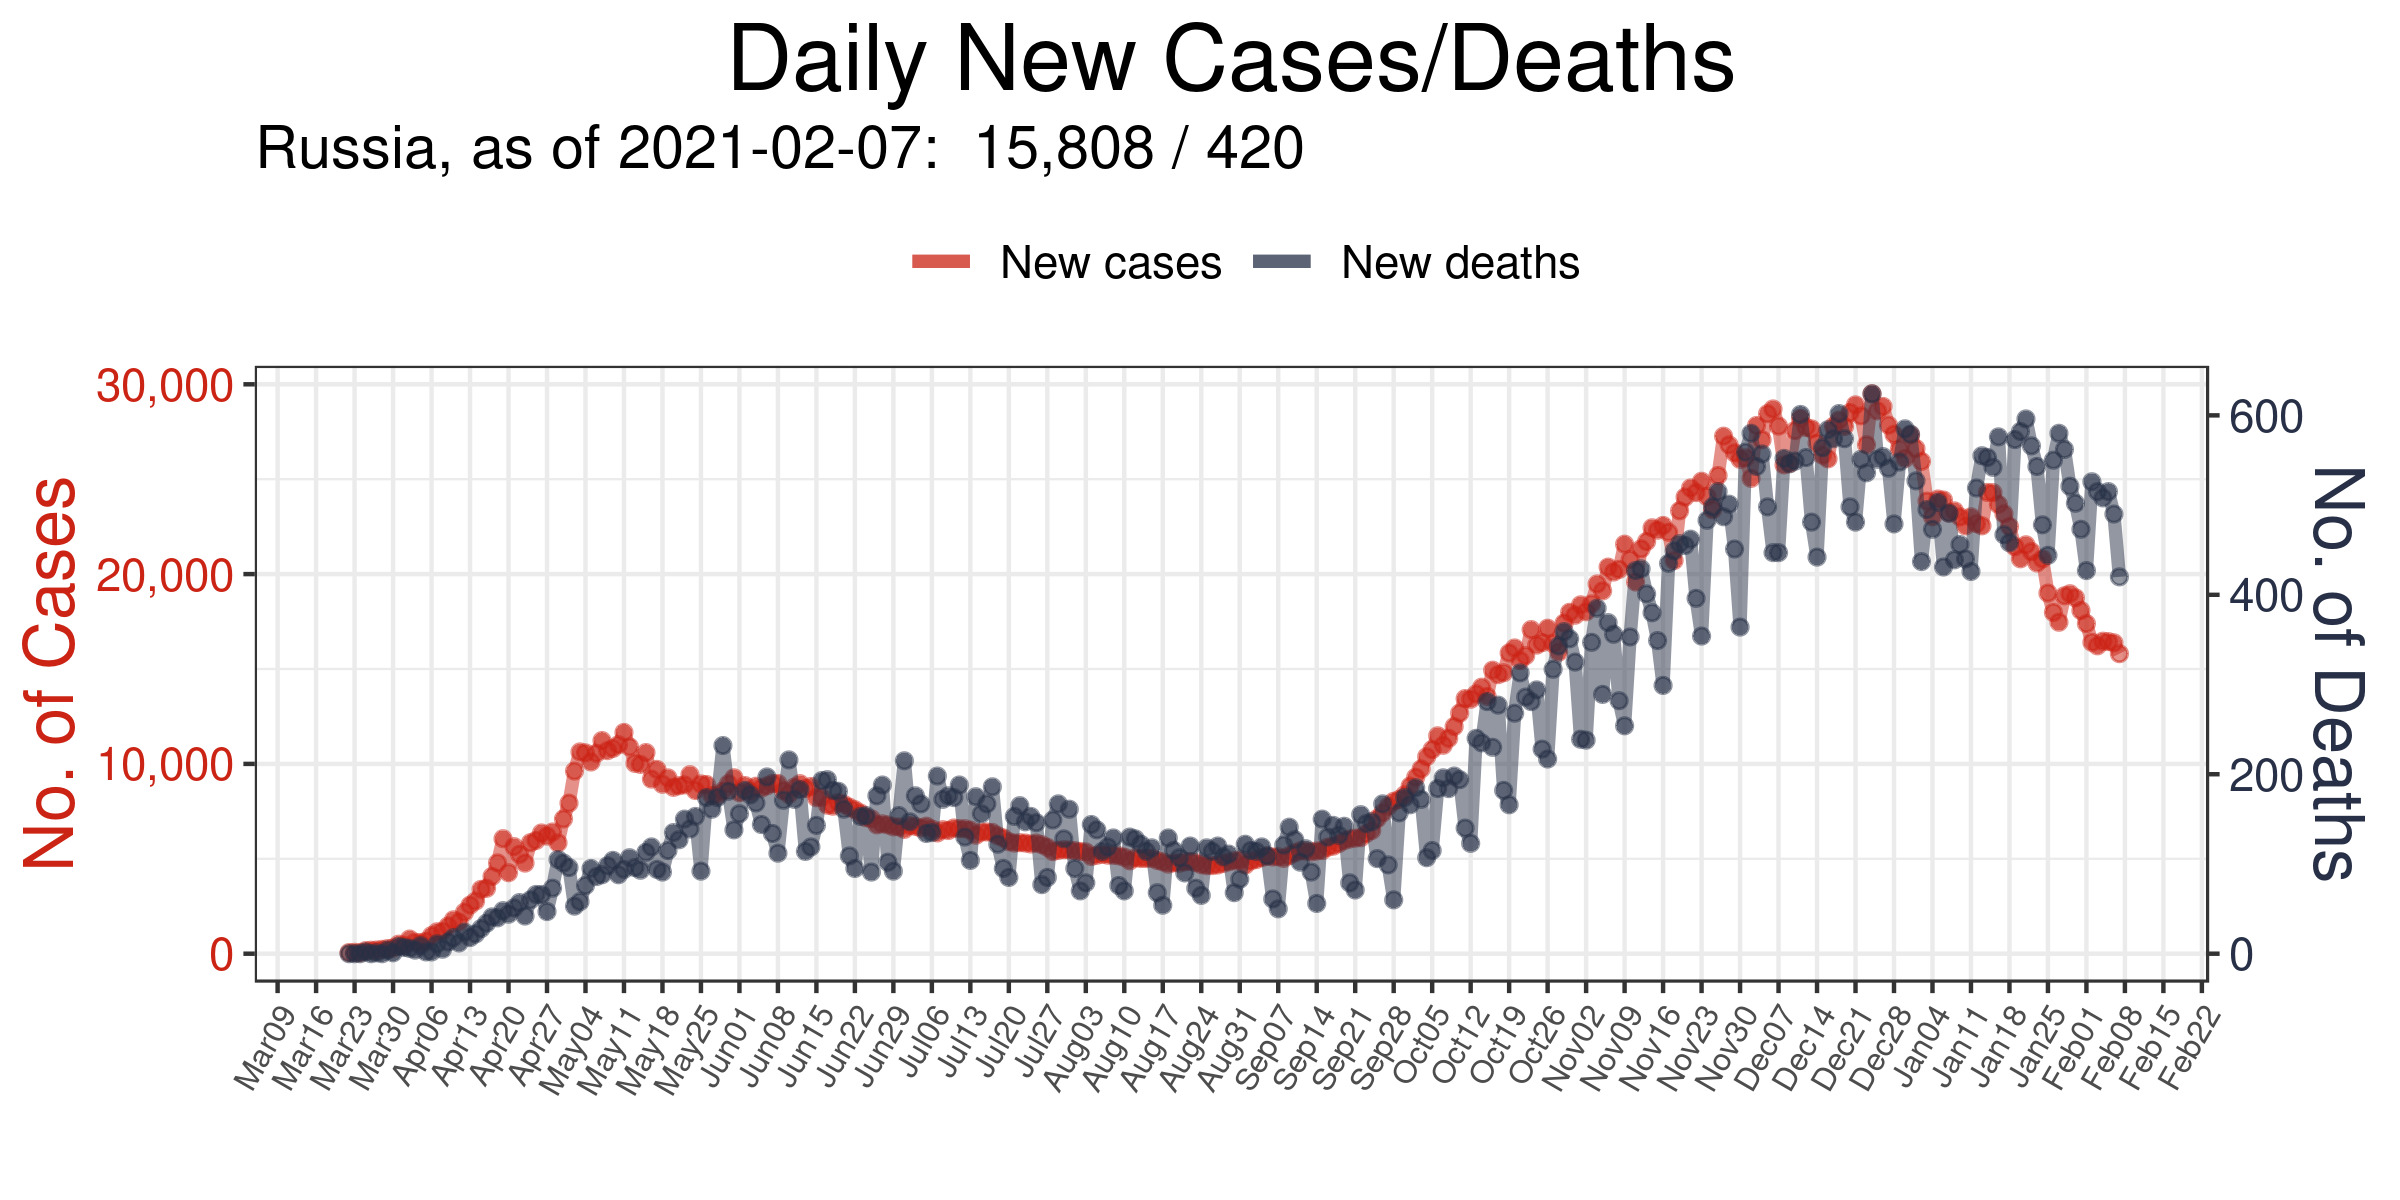 Daily New Cases/Deaths
Russia, as of 2021-02-07:  15,808 / 420
New cases New deaths
No. of Cases
30,000
20,000
10,000
0
600
400
200
0
No. of Deaths
Mar09 Mar16 Mar23 Mar30 Apr06 Apr13 Apr20 Apr27 May04 May11 May18 May25 Jun01 Jun08 Jun15 Jun22 Jun29 Jul06 Jul13 Jul20 Jul27 Aug03 Aug10 Aug17 Aug24 Aug31 Sep07 Sep14 Sep21 Sep28 Oct05 Oct12 Oct19 Oct26 Nov02 Nov09 Nov16 Nov23 Nov30 Dec07 Dec14 Dec21 Dec28 Jan04 Jan11 Jan18 Jan25 Feb01 Feb08 Feb15 Feb22